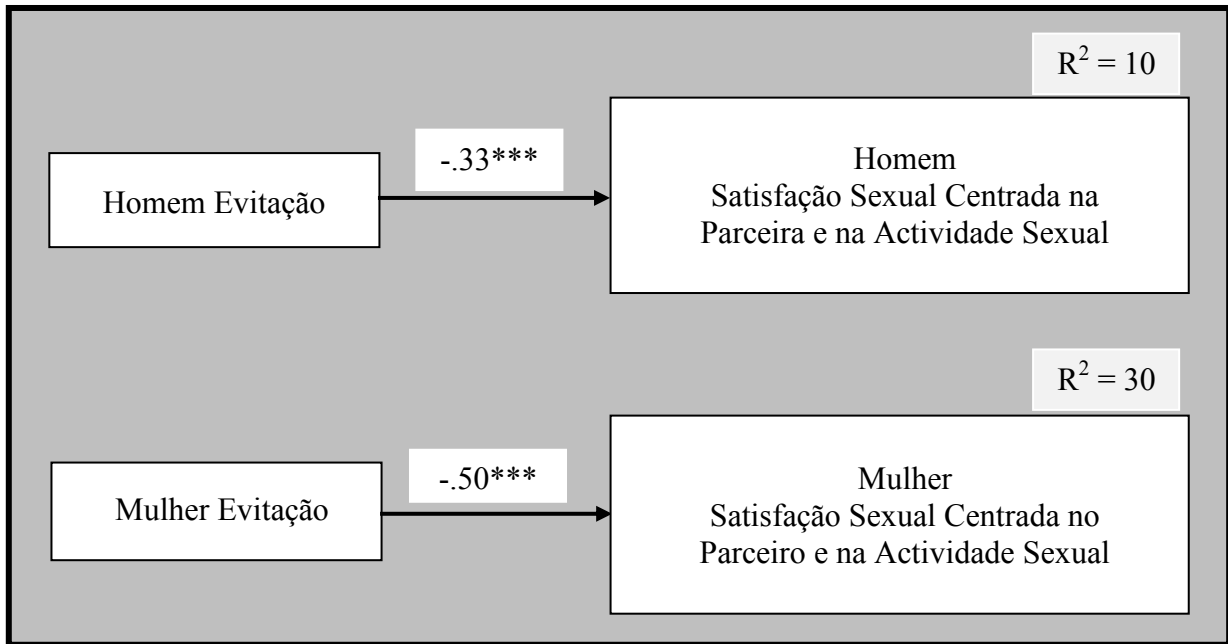 R² = 10
-.33***
Homem Evitação
Homem
Satisfação Sexual Centrada na
Parceira e na Actividade Sexual
R² = 30
-.50***
Mulher Evitação
Mulher
Satisfação Sexual Centrada no
Parceiro e na Actividade Sexual